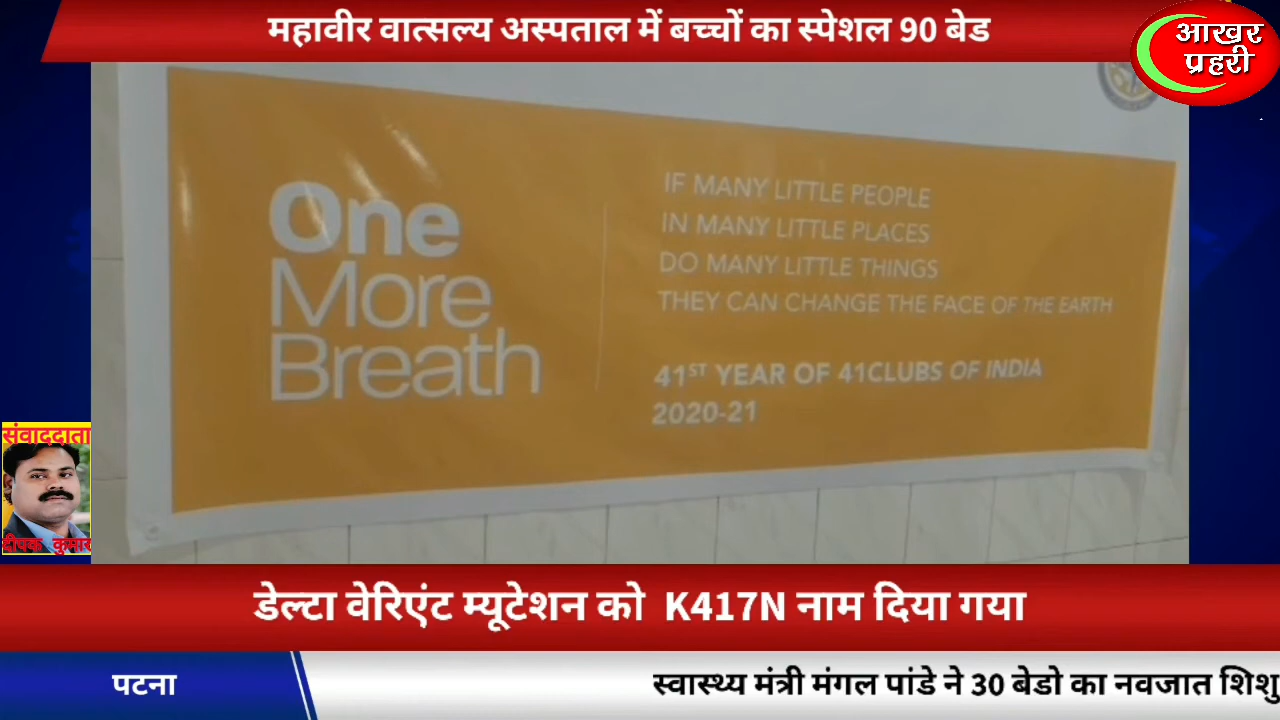 महावीर वात्सल्य अस्पताल में बच्चों का स्पेशल 90 बेड
आखर
प्रहरी
One
More
Breath
IF MANY LITTLE PEOPLE
IN MANY LITTLE PLACES
DO MANY LITTLE THINGS
THEY CAN CHANGE THE FACE OF THE EARTH
41ST YEAR OF 41CLUBS OF INDIA
2020-21
संवाददाता
दीपक कुमार
डेल्टा वेरिएंट म्यूटेशन को K417N नाम दिया गया
पटना
स्वास्थ्य मंत्री मंगल पांडे ने 30 बेडो का नवजात शिशु